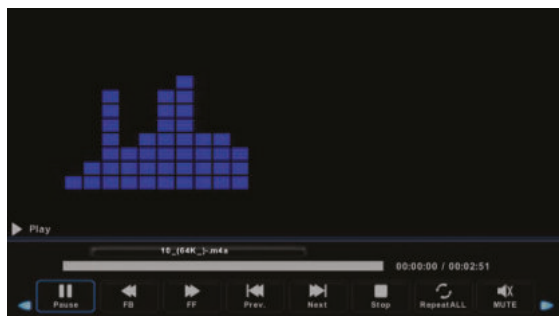 Play
10_(64K_)-.m4a
00:00:00 / 00:02:51
Pause FB FF Prev. Next Stop RepeatALL MUTE